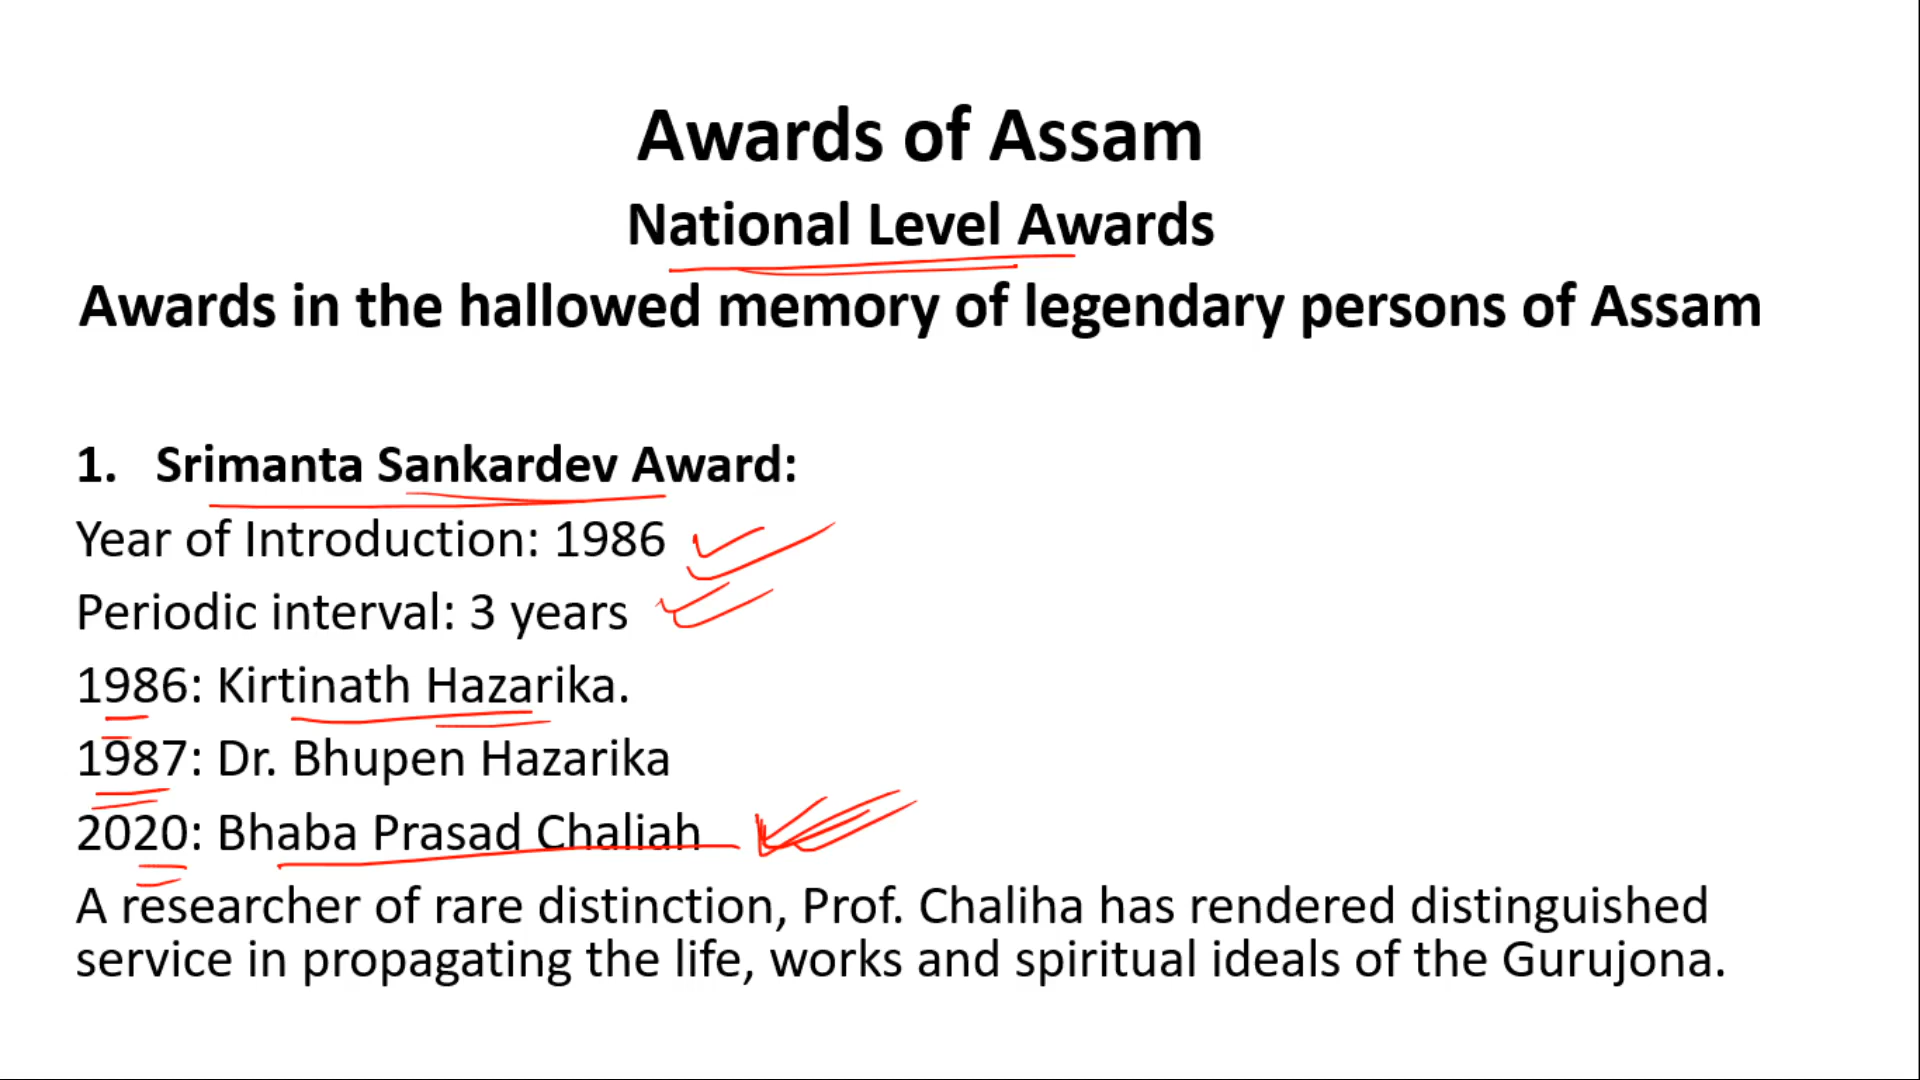 Awards of Assam
National Level Awards
Awards in the hallowed memory of legendary persons of Assam
1. Srimanta Sankardev Award:
Year of Introduction: 1986
Periodic interval: 3 years
1986: Kirtinath Hazarika.
1987: Dr. Bhupen Hazarika
2020: Bhaba Prasad Chaliah
A researcher of rare distinction, Prof. Chaliha has rendered distinguished
service in propagating the life, works and spiritual ideals of the Gurujona.